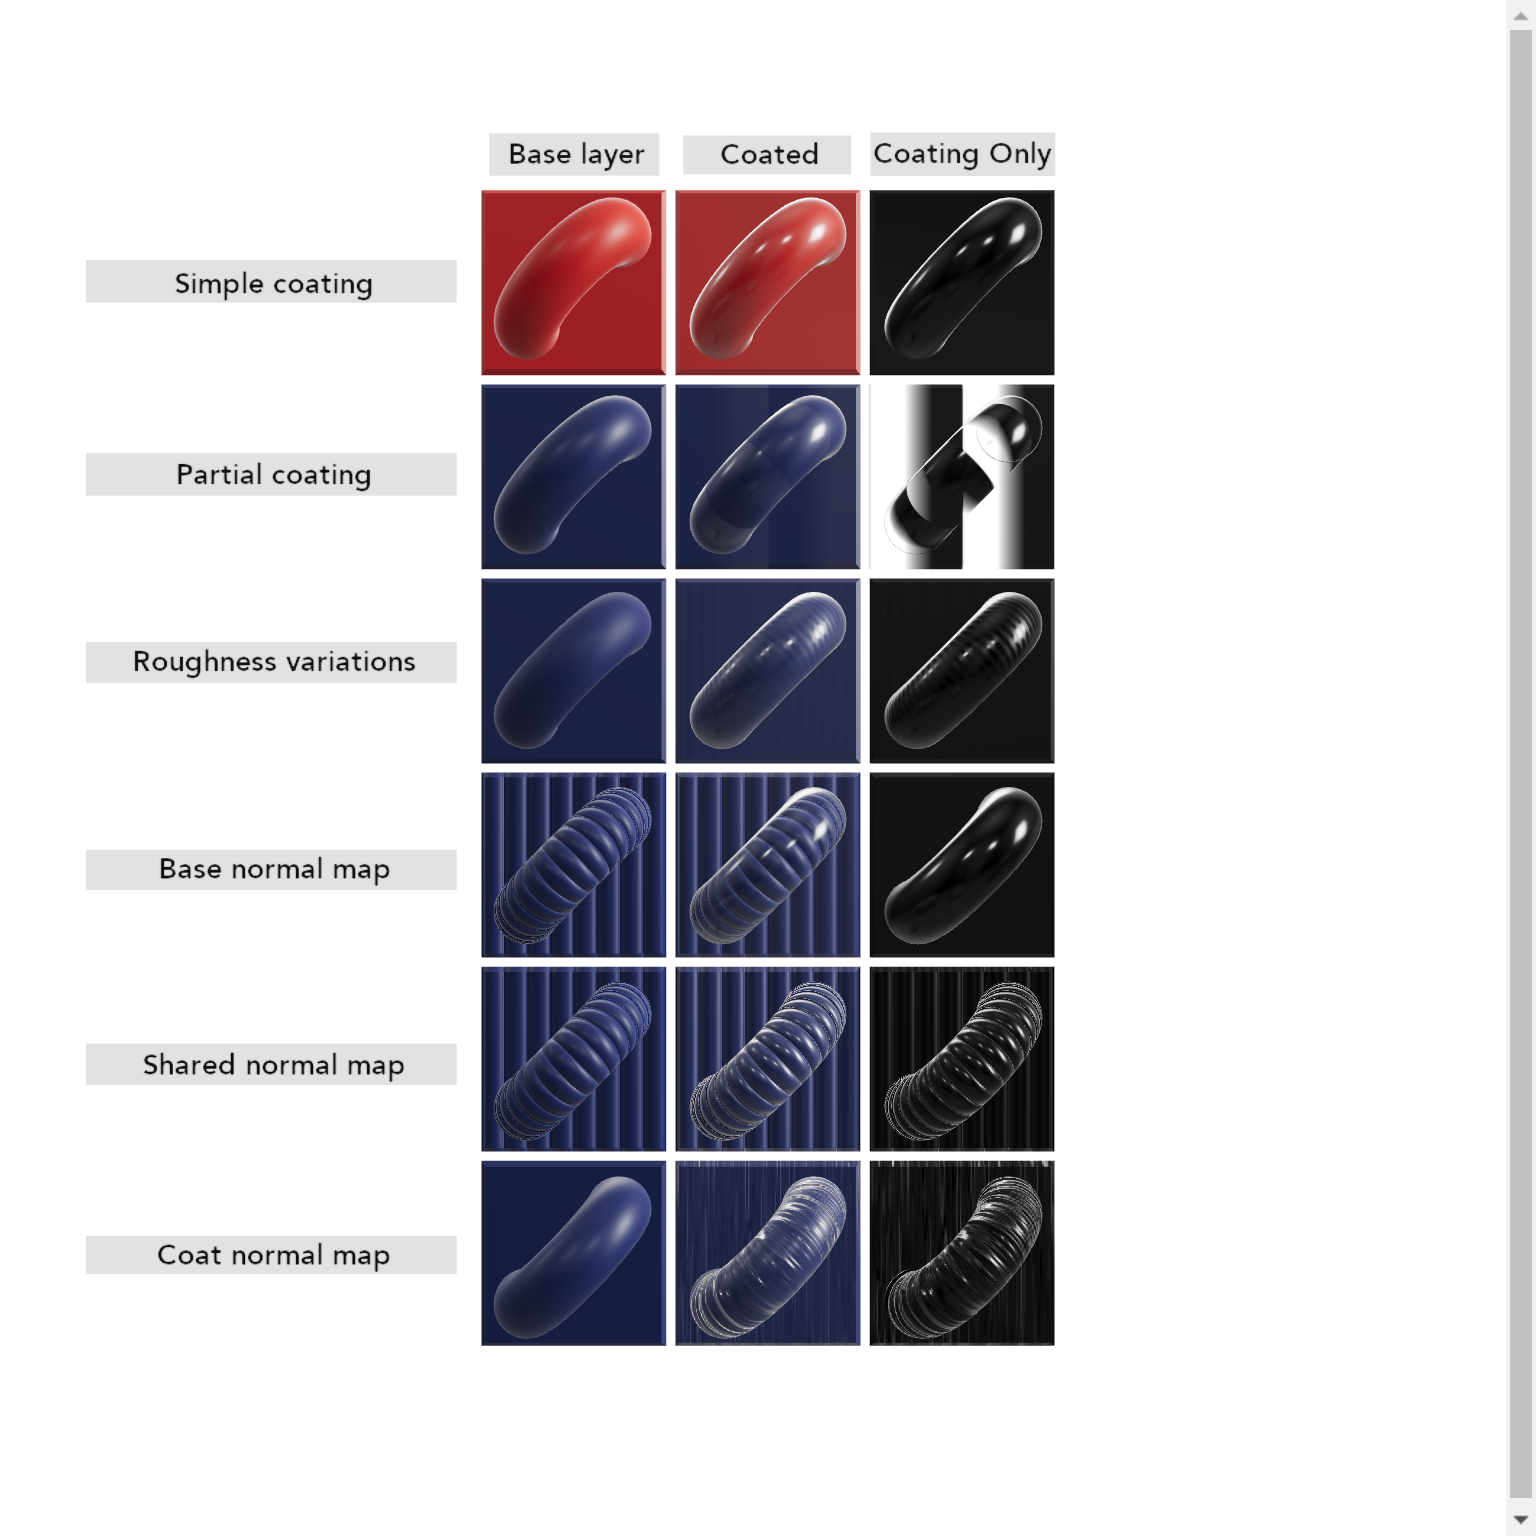 Base layer
Coated
Coating Only
Simple coating
Partial coating
Roughness variations
Base normal map
Shared normal map
Coat normal map